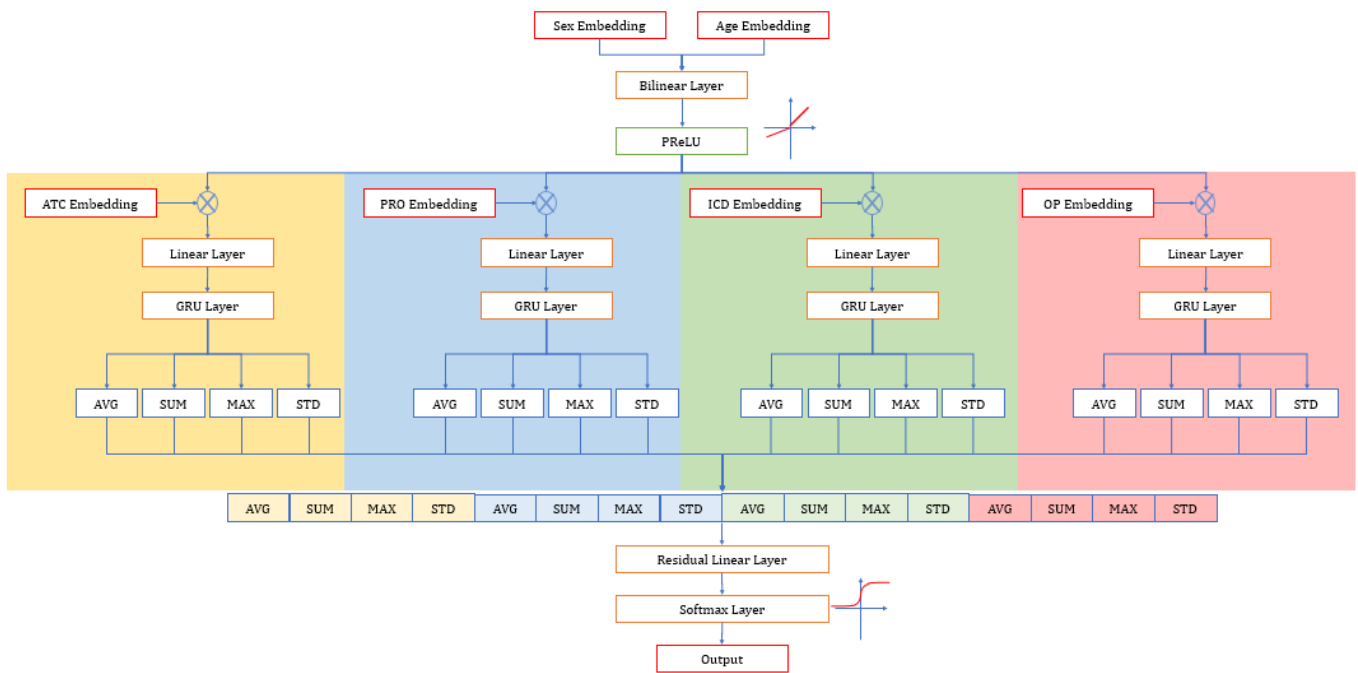 Sex Embedding Age Embedding
Bilinear Layer
PReLU
ATC Embedding PRO Embedding ICD Embedding OP Embedding
Linear Layer Linear Layer Linear Layer Linear Layer
GRU Layer GRU Layer GRU Layer GRU Layer
AVG SUM MAX STD AVG SUM MAX STD AVG SUM MAX STD AVG SUM MAX STD
AVG SUM MAX STD AVG SUM MAX STD AVG SUM MAX STD AVG SUM MAX STD
Residual Linear Layer
Softmax Layer
Output